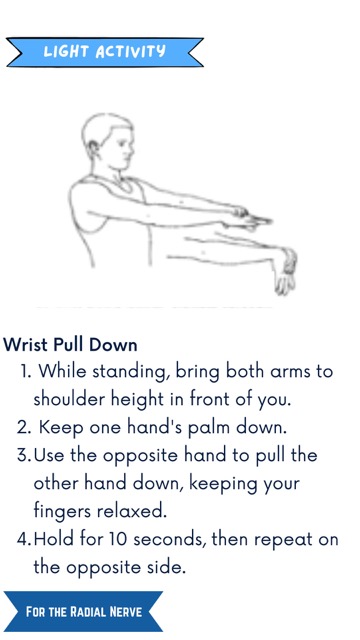 LIGHT ACTIVITY
Wrist Pull Down
1. While standing, bring both arms to
shoulder height in front of you.
2. Keep one hand's palm down.
3. Use the opposite hand to pull the
other hand down, keeping your
fingers relaxed.
4. Hold for 10 seconds, then repeat on
the opposite side.
FOR THE RADIAL NERVE